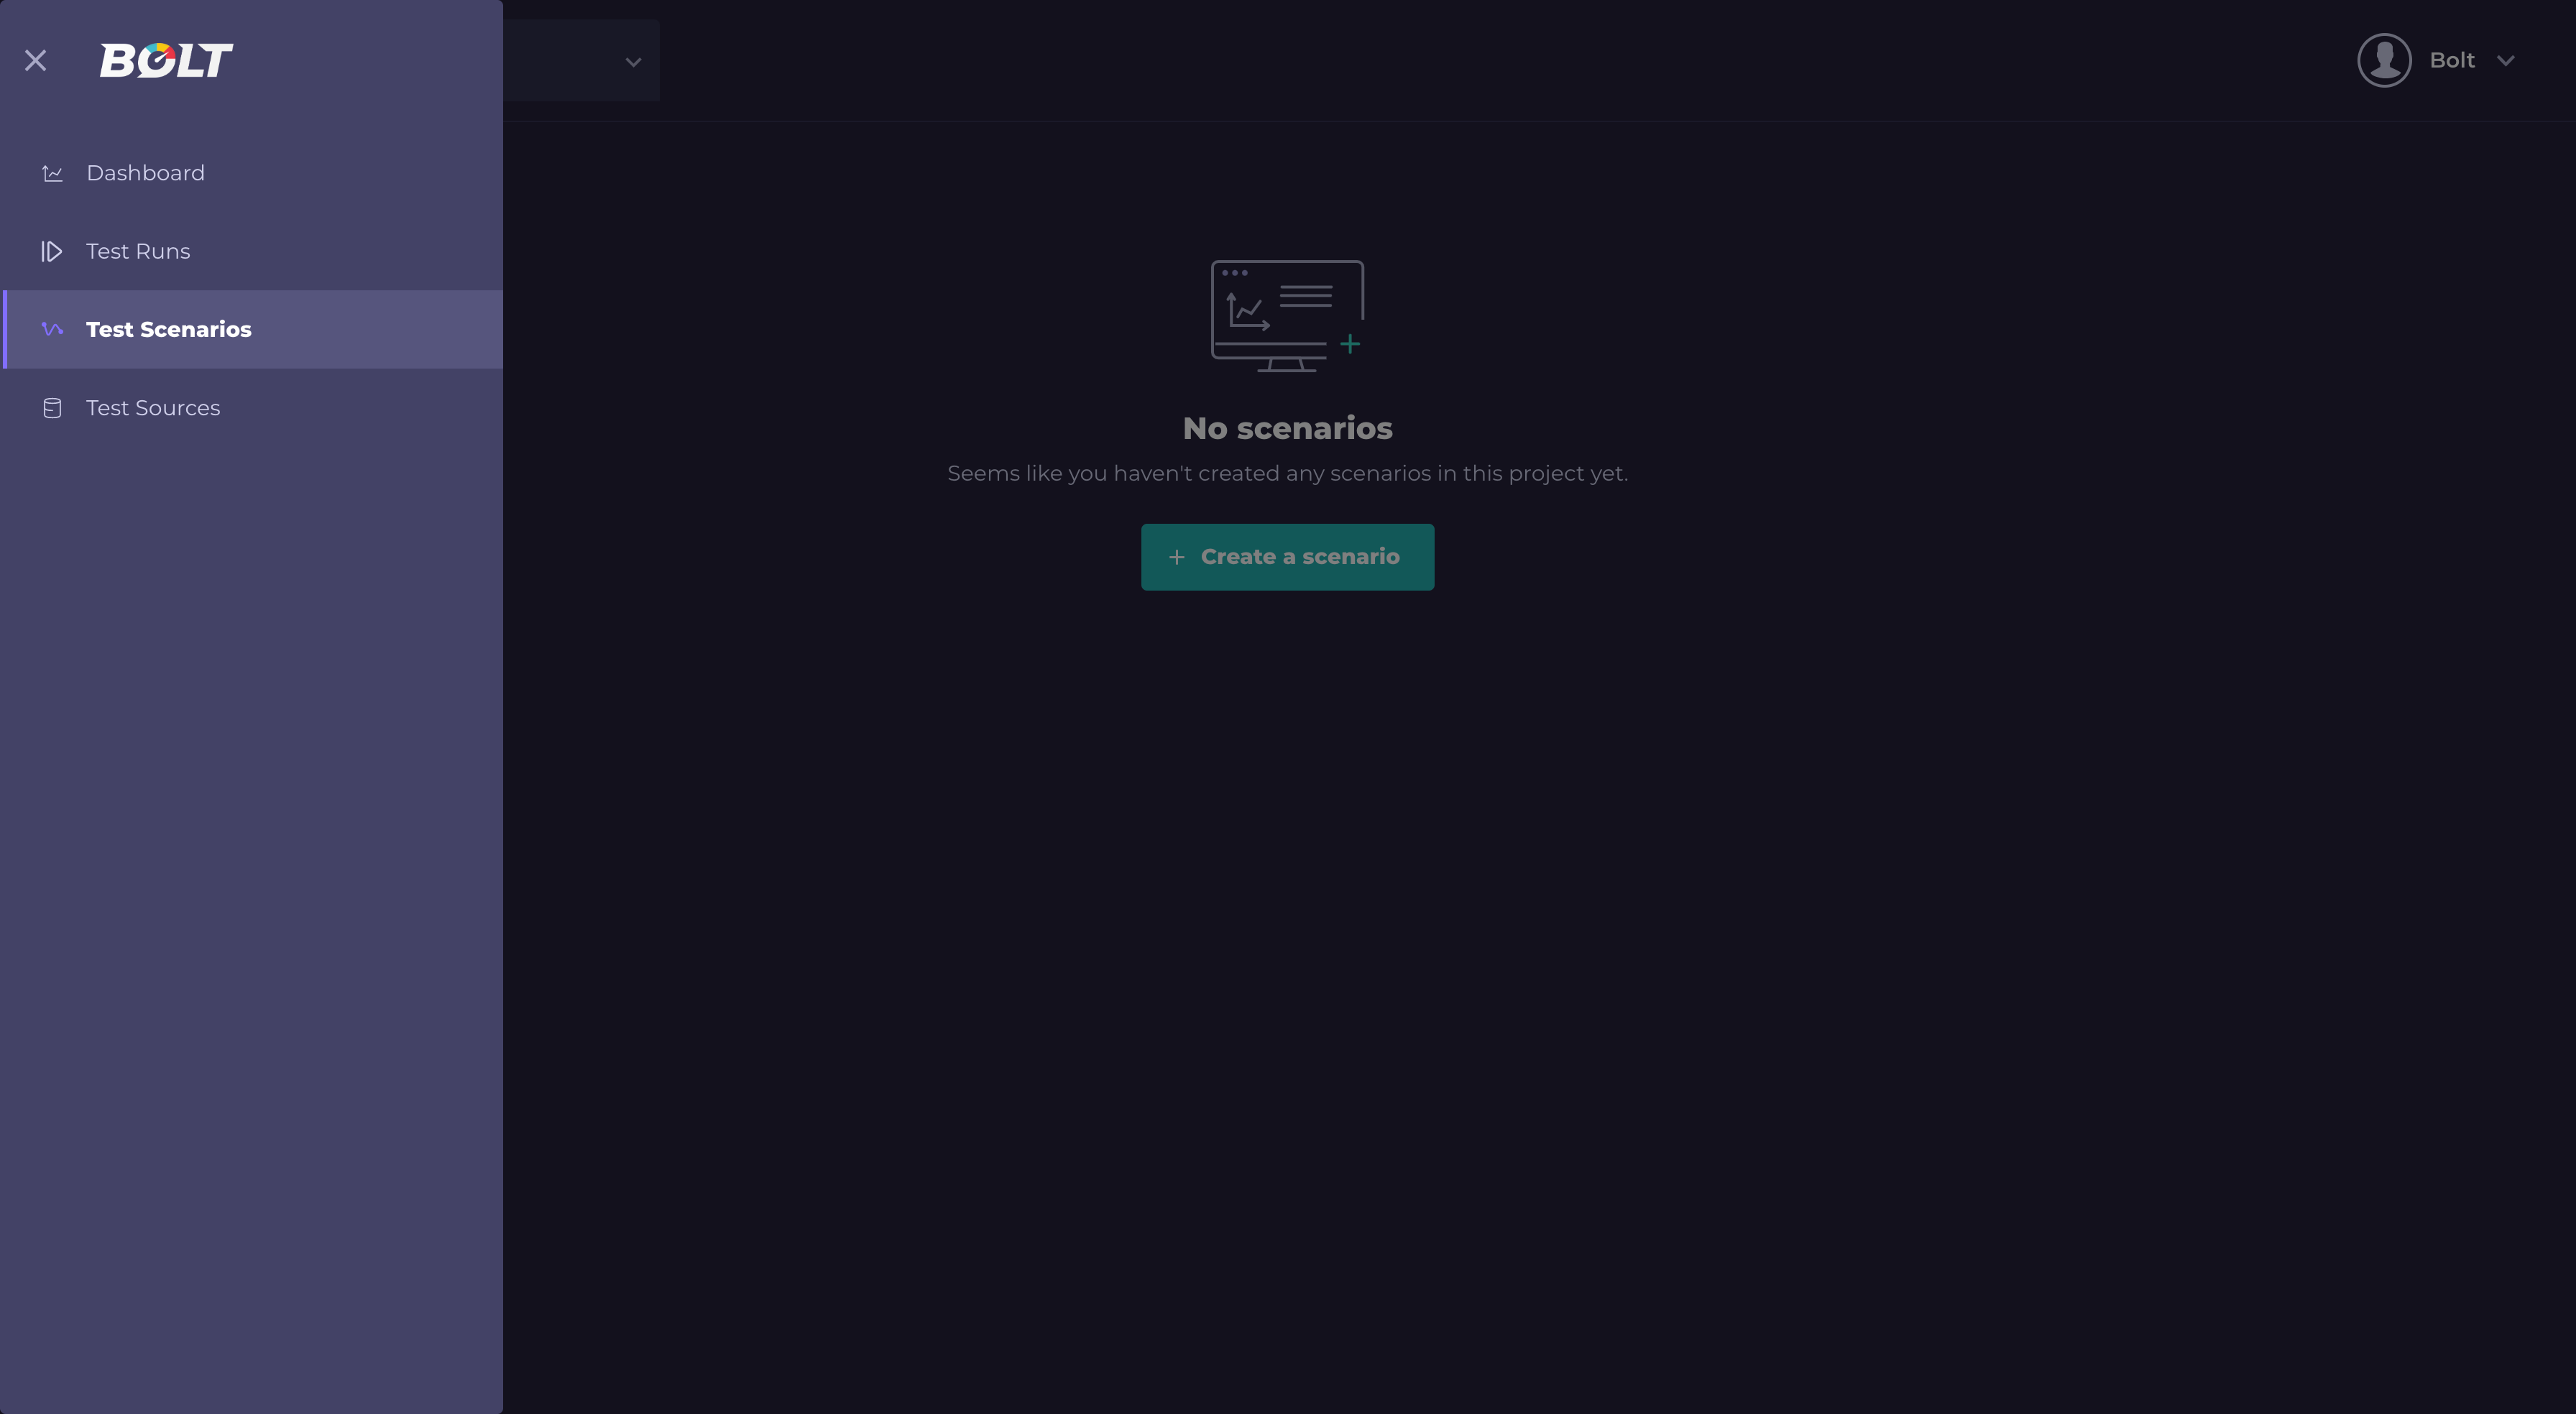 BOLT
Bolt
Dashboard
Test Runs
Test Scenarios
Test Sources
No scenarios
Seems like you haven't created any scenarios in this project yet.
Create a scenario